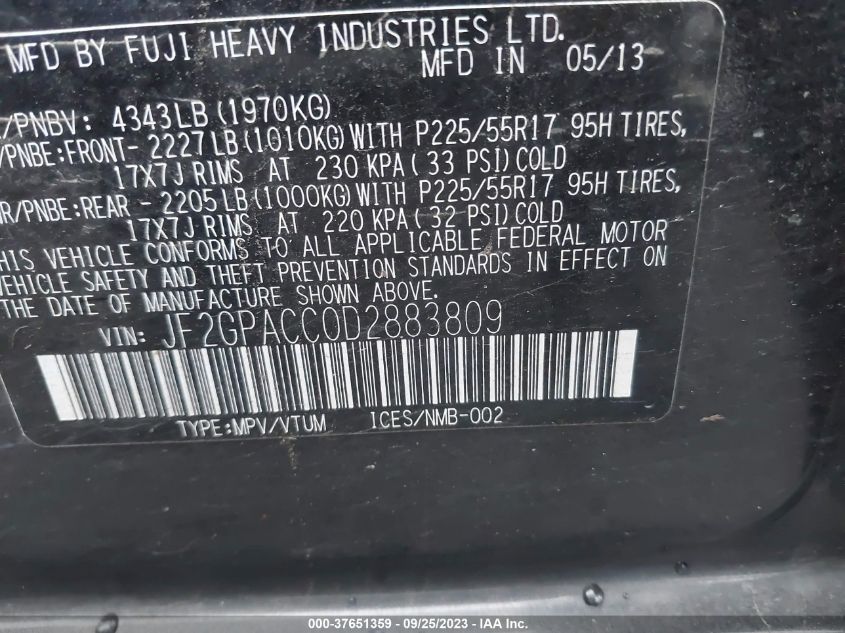 MFD BY FUJI HEAVY INDUSTRIES LTD.
MFD IN 05/13
/PNBV: 4343LB(1970KG)
/PNBE:FRONT- 2227LB(1010KG)WITH P225/55R17 95H TIRES,
17X7J RIMS AT 230 KPA(33 PSI)COLD
R/PNBE:REAR - 2205LB(1000KG)WITH P225/55R17 95H TIRES,
17X7J RIMS AT 220 KPA(32 PSI)COLD
HIS VEHICLE CONFORMS TO ALL APPLICABLE FEDERAL MOTOR
VEHICLE SAFETY AND THEFT PREVENTION STANDARDS IN EFFECT ON
THE DATE OF MANUFACTURE SHOWN ABOVE.
VIN: JF2GPACC0D2883809
TYPE:MPV/VTUM ICES/NMB-002
000-37651359 | 09/25/2023 | © IAA Inc.